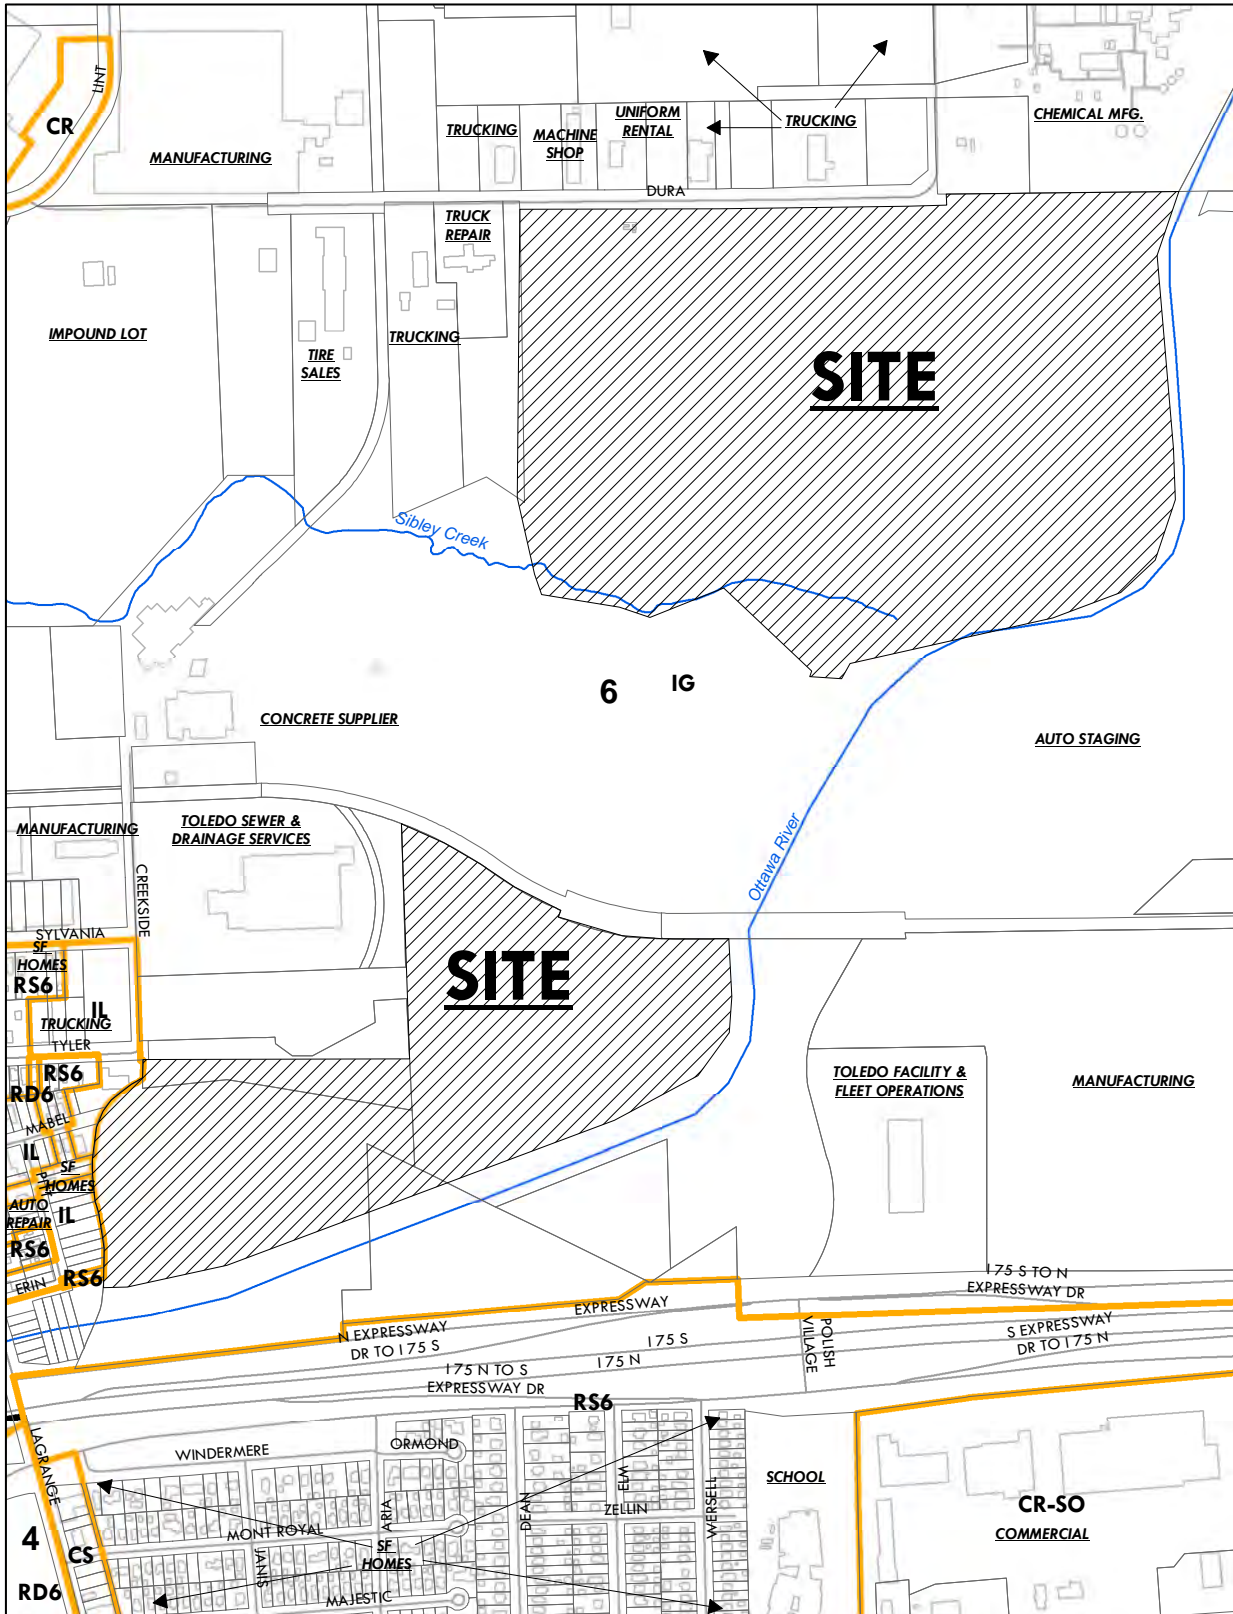 LINT
CR
MANUFACTURING
TRUCKING
MACHINE
SHOP
UNIFORM
RENTAL
TRUCKING
CHEMICAL MFG.
DURA
TRUCK
REPAIR
IMPOUND LOT
TIRE
SALES
TRUCKING
SITE
Sibley Creek
6
IG
CONCRETE SUPPLIER
AUTO STAGING
MANUFACTURING
TOLEDO SEWER &
DRAINAGE SERVICES
Ottawa River
CREEKSIDE
SYLVANIA
SF
HOMES
RS6
IL
TRUCKING
TYLER
SITE
RS6
RD6
MABEL
IL
SF
HOMES
AUTO
REPAIR
IL
RS6
ERIN
RS6
TOLEDO FACILITY &
FLEET OPERATIONS
MANUFACTURING
I 75 S TO N
EXPRESSWAY DR
EXPRESSWAY
N EXPRESSWAY
DR TO I 75 S
I 75 S
I 75 N
I 75 N TO S
EXPRESSWAY DR
POLISH
VILLAGE
S EXPRESSWAY
DR TO I 75 N
RS6
LAGRANGE
WINDERMERE
ORMOND
ARIA
DEAN
ELM
ZELLIN
WERSELL
SCHOOL
CR-SO
COMMERCIAL
MONT ROYAL
JANIS
SF
HOMES
MAJESTIC
4
CS
RD6